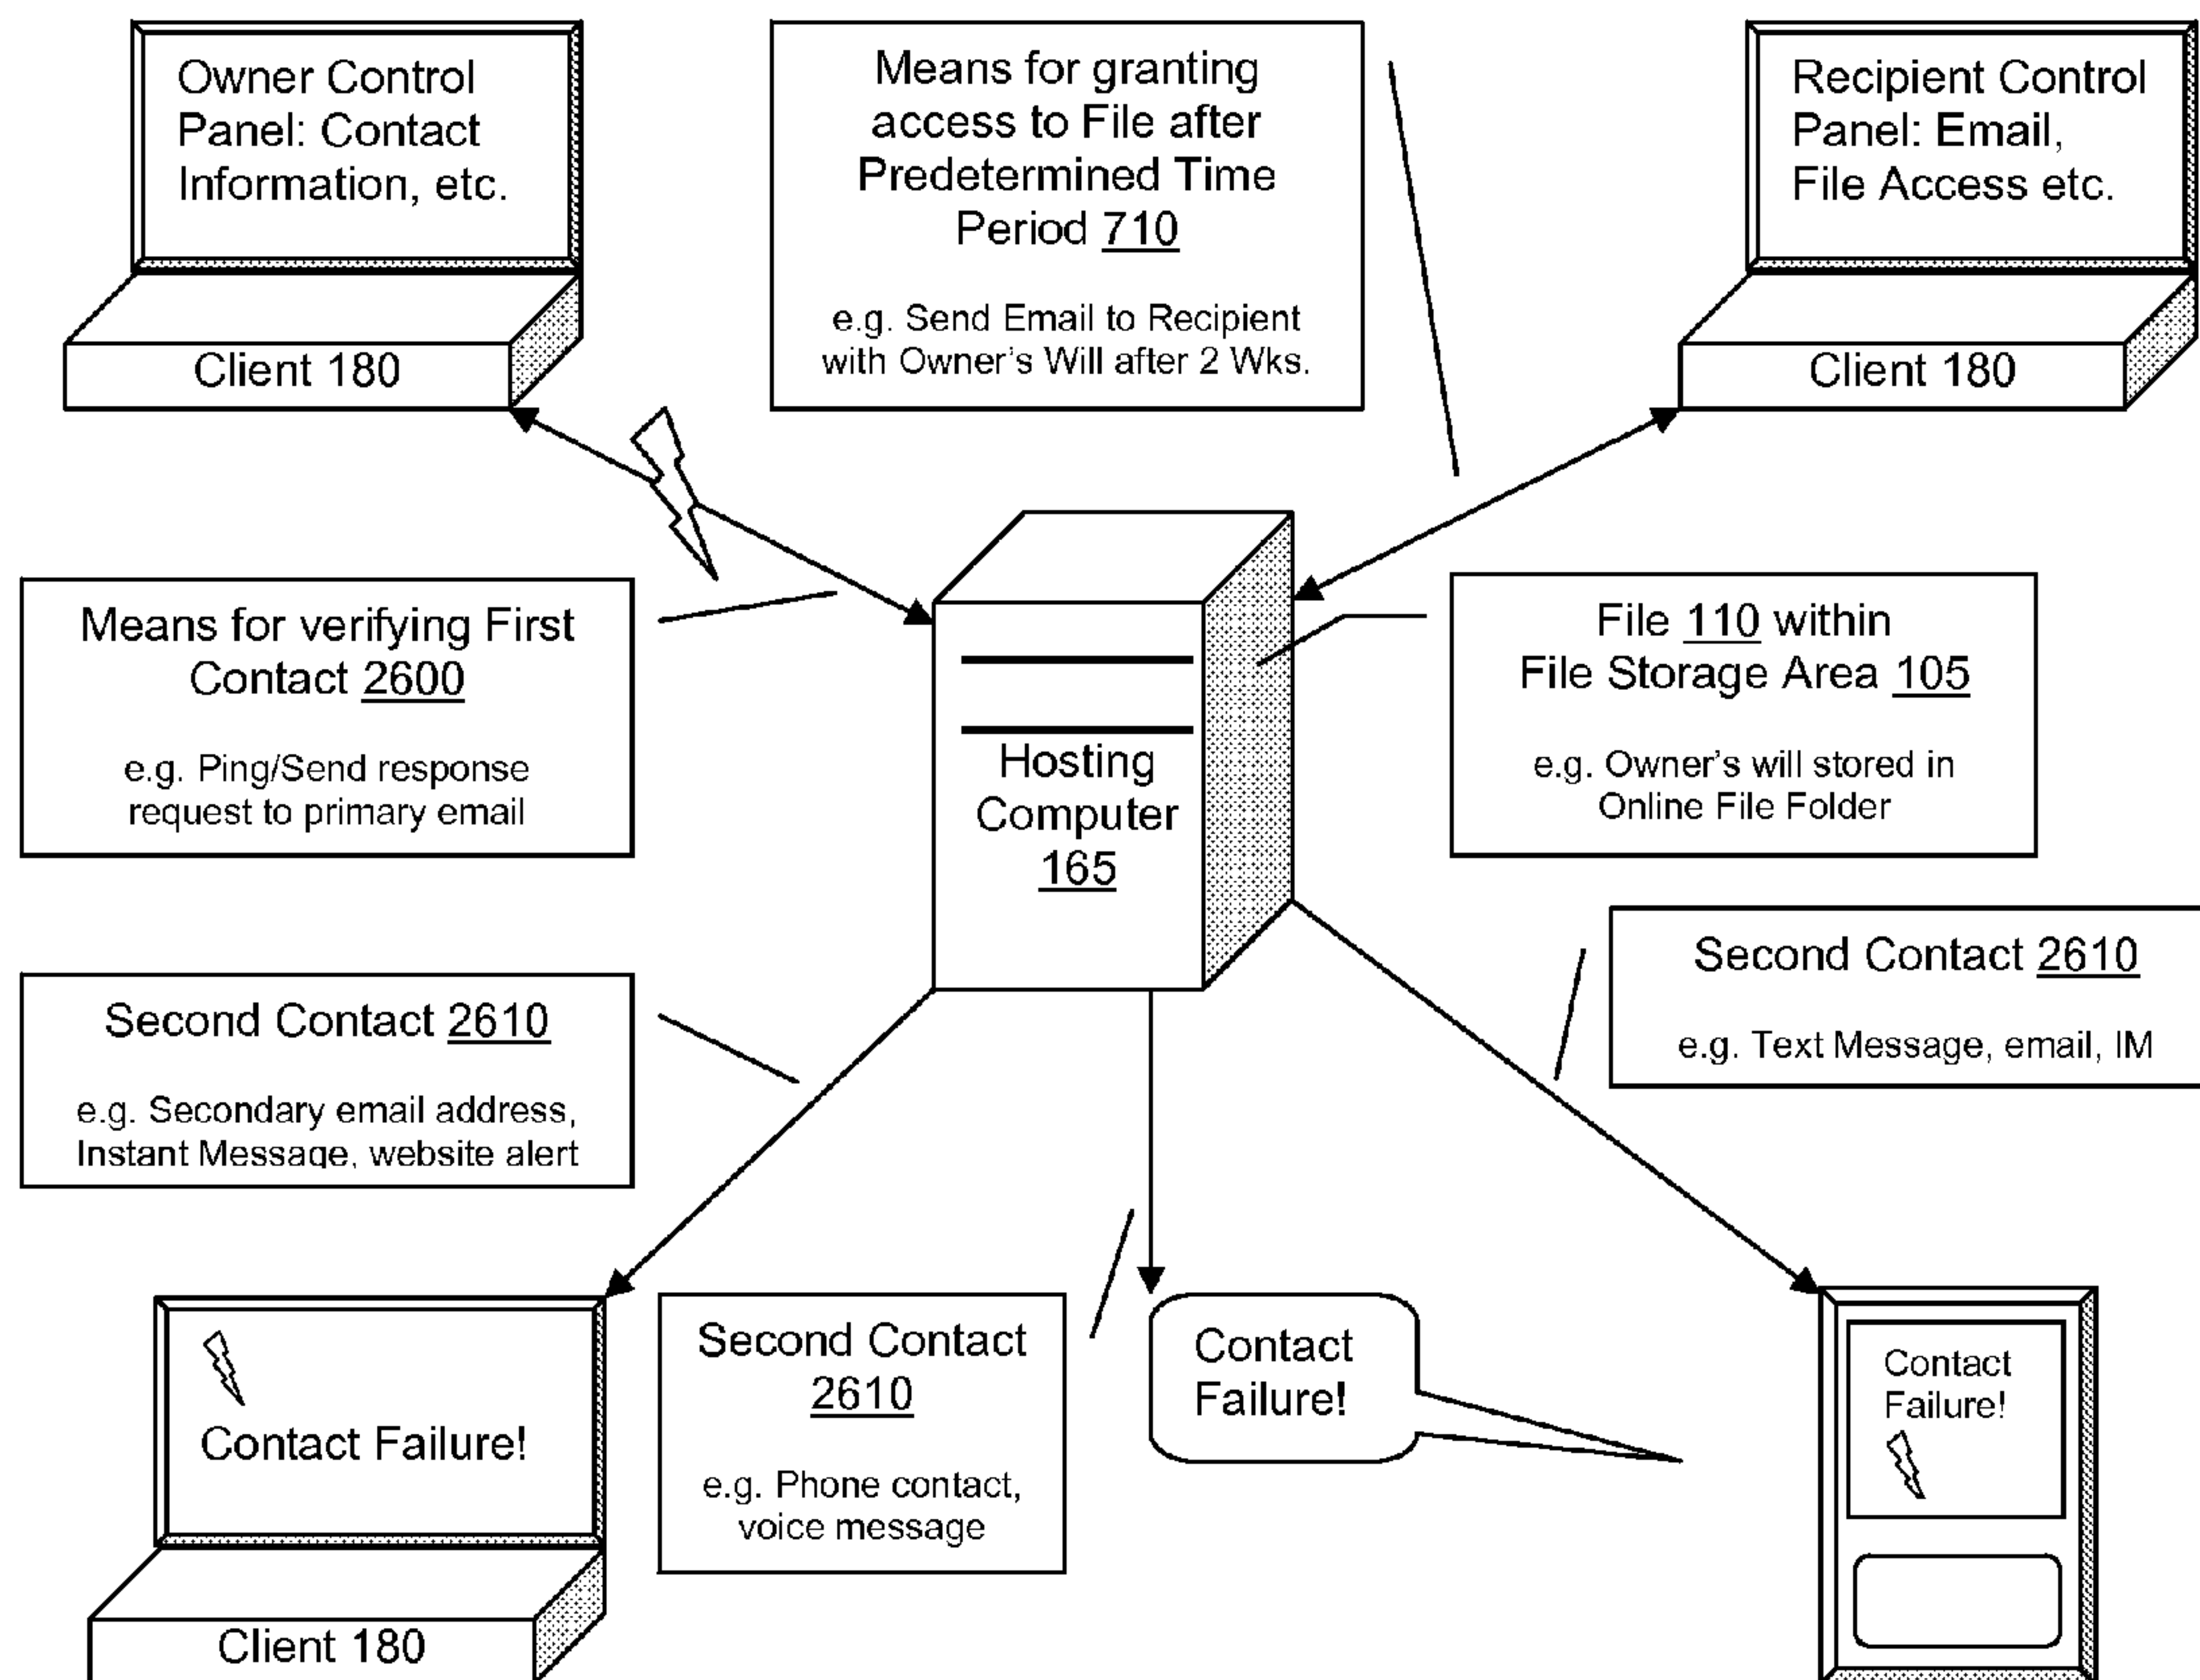 Owner Control
Panel: Contact
Information, etc.
Client 180
Means for granting
access to File after
Predetermined Time
Period 710
e.g. Send Email to Recipient
with Owner's Will after 2 Wks.
Recipient Control
Panel: Email,
File Access etc.
Client 180
Means for verifying First
Contact 2600
e.g. Ping/Send response
request to primary email
Hosting
Computer
165
File 110 within
File Storage Area 105
e.g. Owner's will stored in
Online File Folder
Second Contact 2610
e.g. Secondary email address,
Instant Message, website alert
Second Contact 2610
e.g. Text Message, email, IM
Contact Failure!
Client 180
Second Contact
2610
e.g. Phone contact,
voice message
Contact
Failure!
Contact
Failure!